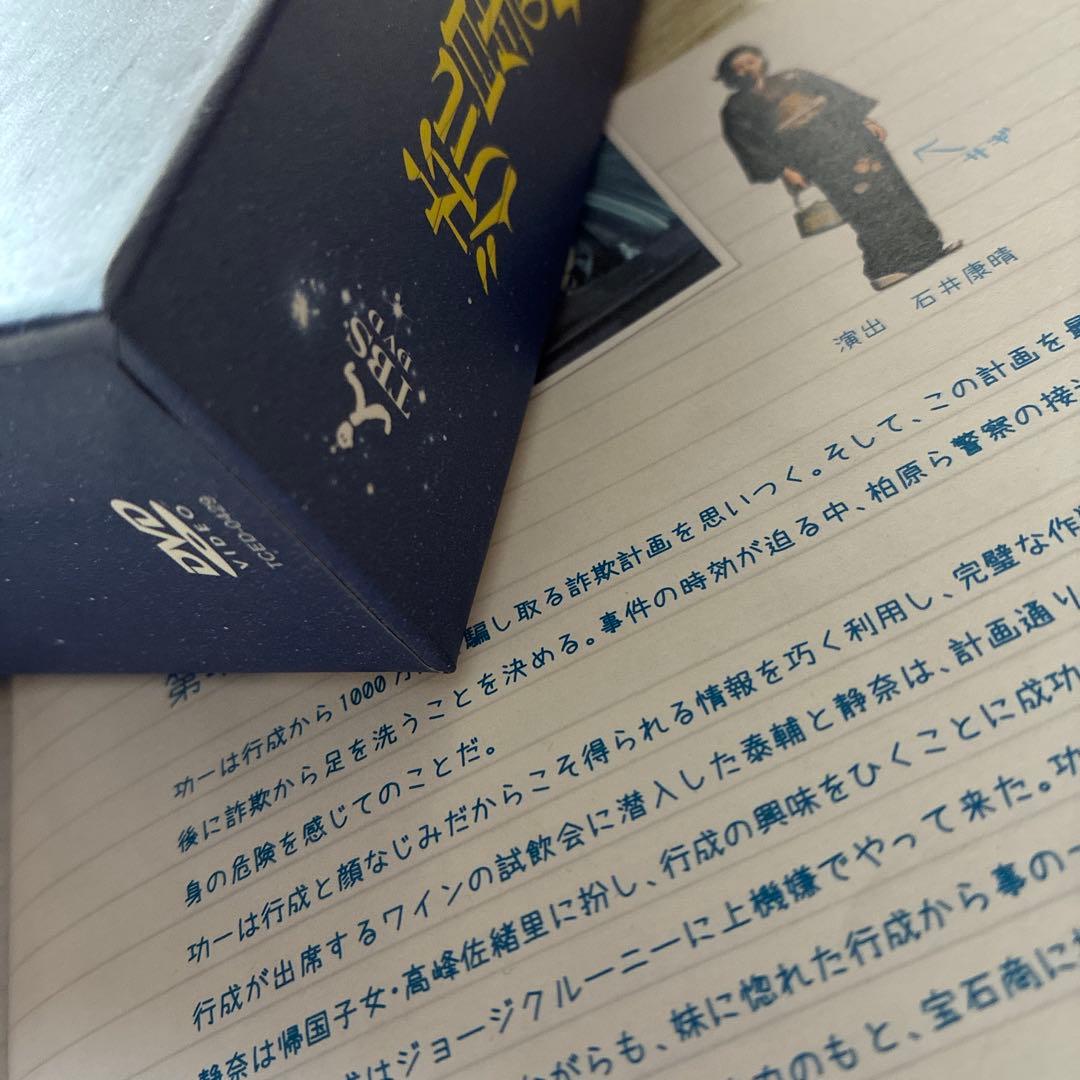 TBS
DVD
DVD
VIDEO
TCED-0429
サギ
演出 石井康晴
功一は行成から1000万
騙し取る詐欺計画を思いつく。そして、この計画を最
後に詐欺から足を洗うことを決める。事件の時効が迫る中、柏原ら警察の接近
身の危険を感じてのことだ。
功一は行成と顔なじみだからこそ得られる情報を巧く利用し、完璧な作
行成が出席するワインの試飲会に潜入した泰輔と静奈は、計画通り
静奈は帰国子女・高峰佐緒里に扮し、行成の興味をひくことに成功
はジョージクルーニーに上機嫌でやって来た。功
がらも、妹に惚れた行成から事の一
のもと、宝石商に